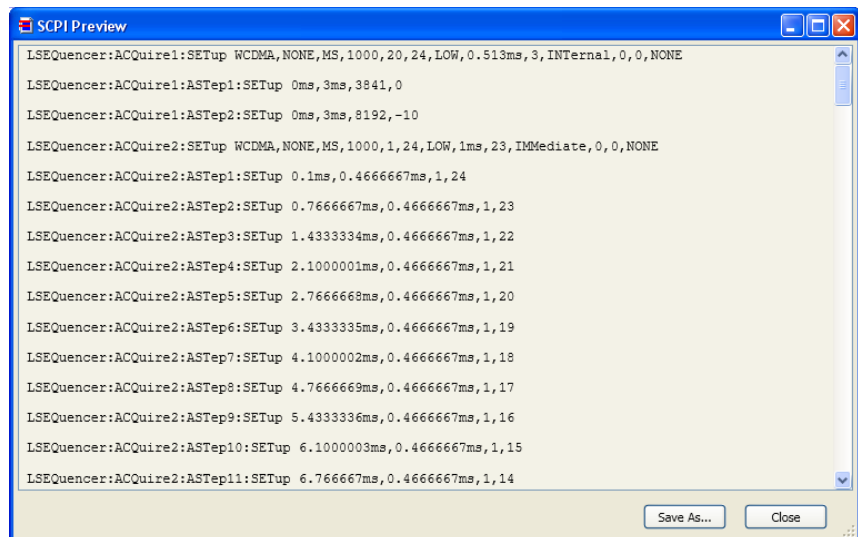 SCPI Preview
LSEQuencer:ACQuire1:SETup WCDMA,NONE,MS,1000,20,24,LOW,0.513ms,3,INTernal,0,0,NONE
LSEQuencer:ACQuire1:ASTep1:SETup 0ms,3ms,3841,0
LSEQuencer:ACQuire1:ASTep2:SETup 0ms,3ms,8192,-10
LSEQuencer:ACQuire2:SETup WCDMA,NONE,MS,1000,1,24,LOW,1ms,23,IMMediate,0,0,NONE
LSEQuencer:ACQuire2:ASTep1:SETup 0.1ms,0.4666667ms,1,24
LSEQuencer:ACQuire2:ASTep2:SETup 0.7666667ms,0.4666667ms,1,23
LSEQuencer:ACQuire2:ASTep3:SETup 1.4333334ms,0.4666667ms,1,22
LSEQuencer:ACQuire2:ASTep4:SETup 2.1000001ms,0.4666667ms,1,21
LSEQuencer:ACQuire2:ASTep5:SETup 2.7666668ms,0.4666667ms,1,20
LSEQuencer:ACQuire2:ASTep6:SETup 3.4333335ms,0.4666667ms,1,19
LSEQuencer:ACQuire2:ASTep7:SETup 4.1000002ms,0.4666667ms,1,18
LSEQuencer:ACQuire2:ASTep8:SETup 4.7666669ms,0.4666667ms,1,17
LSEQuencer:ACQuire2:ASTep9:SETup 5.4333336ms,0.4666667ms,1,16
LSEQuencer:ACQuire2:ASTep10:SETup 6.1000003ms,0.4666667ms,1,15
LSEQuencer:ACQuire2:ASTep11:SETup 6.766667ms,0.4666667ms,1,14
Save As... Close